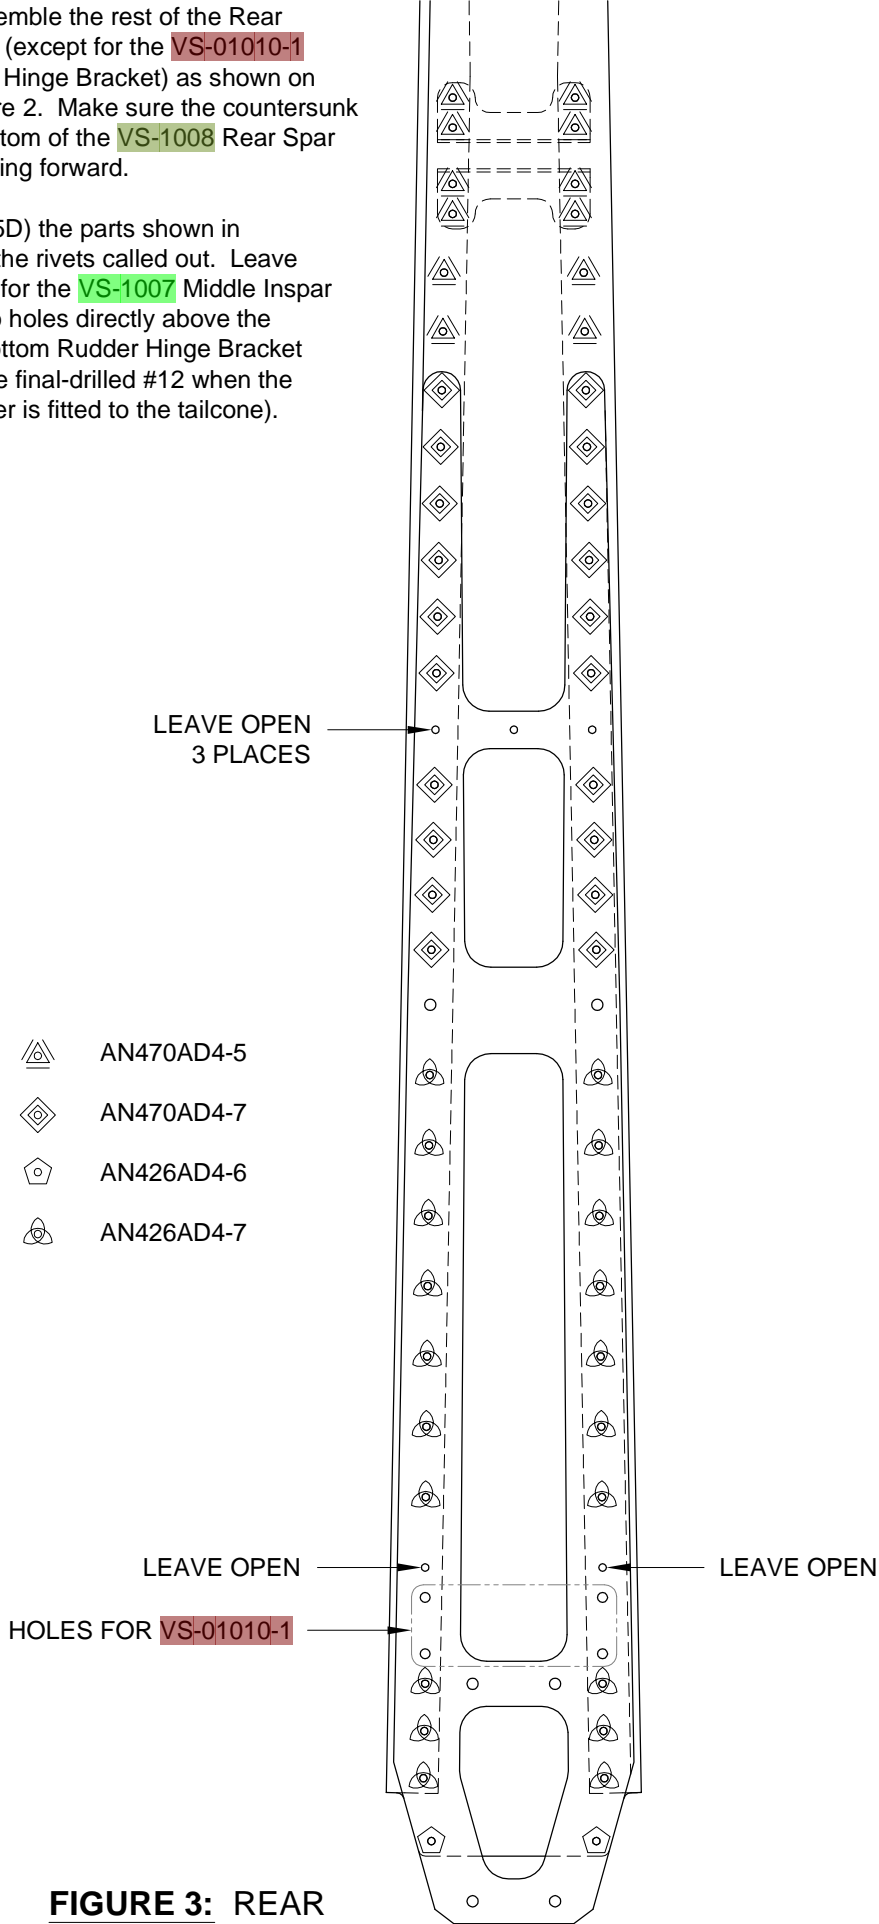 emble the rest of the Rear
(except for the VS-01010-1
Hinge Bracket) as shown on
e 2. Make sure the countersunk
tom of the VS-1008 Rear Spar
ing forward.
5D) the parts shown in
the rivets called out. Leave
for the VS-1007 Middle Inspar
o holes directly above the
ottom Rudder Hinge Bracket
e final-drilled #12 when the
er is fitted to the tailcone).
LEAVE OPEN
3 PLACES
AN470AD4-5
AN470AD4-7
AN426AD4-6
AN426AD4-7
LEAVE OPEN
LEAVE OPEN
HOLES FOR VS-01010-1
FIGURE 3: REAR